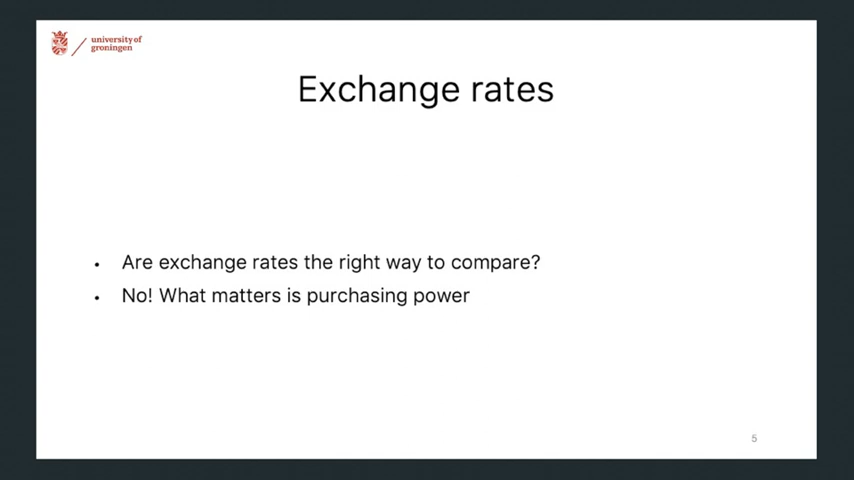 university of
groningen
Exchange rates
• Are exchange rates the right way to compare?
• No! What matters is purchasing power
5